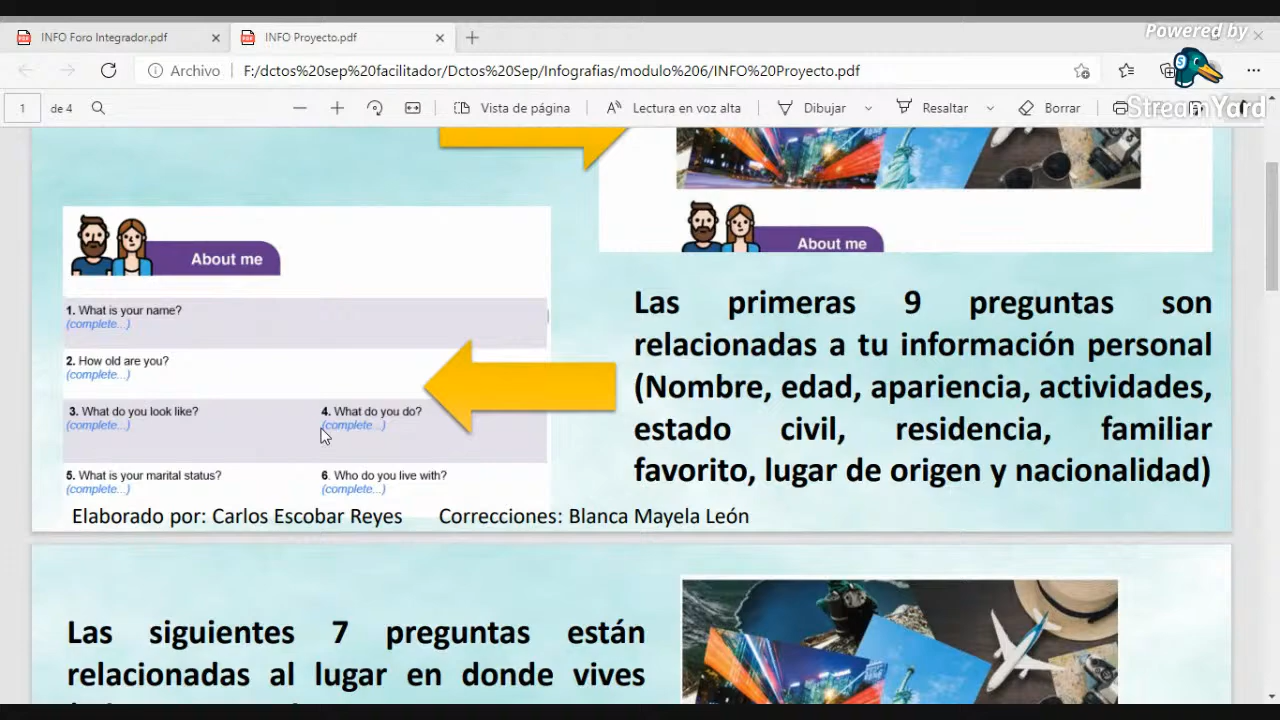 Powered by
StreamYard
INFO Foro Integrador.pdf
INFO Proyecto.pdf
Archivo
F:/dctos%20sep%20facilitador/Dctos%20Sep/Infografias/modulo%206/INFO%20Proyecto.pdf
1 de 4
Vista de página
Lectura en voz alta
Dibujar
Resaltar
Borrar
About me
About me
1. What is your name?
(complete...)
2. How old are you?
(complete...)
3. What do you look like?
(complete...)
4. What do you do?
(complete...)
5. What is your marital status?
(complete...)
6. Who do you live with?
(complete...)
Las primeras 9 preguntas son
relacionadas a tu información personal
(Nombre, edad, apariencia, actividades,
estado civil, residencia, familiar
favorito, lugar de origen y nacionalidad)
Elaborado por: Carlos Escobar Reyes
Correcciones: Blanca Mayela León
Las siguientes 7 preguntas están
relacionadas al lugar en donde vives